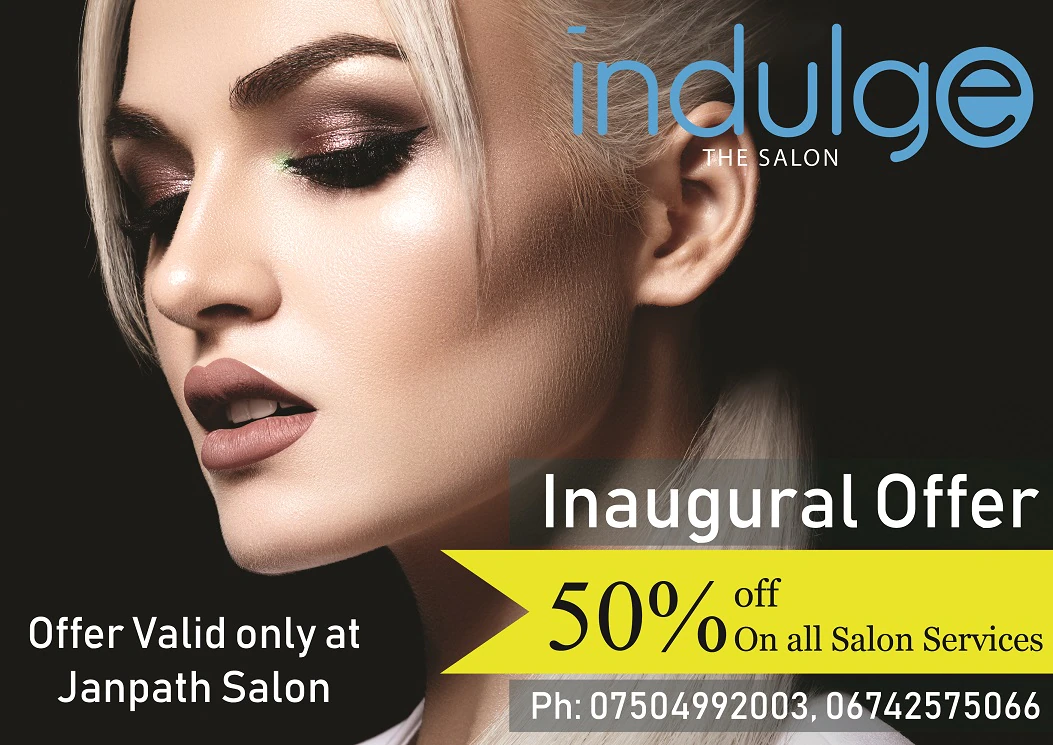 indulge
THE SALON
Inaugural Offer
50% off
On all Salon Services
Offer Valid only at
Janpath Salon
Ph: 07504992003, 06742575066